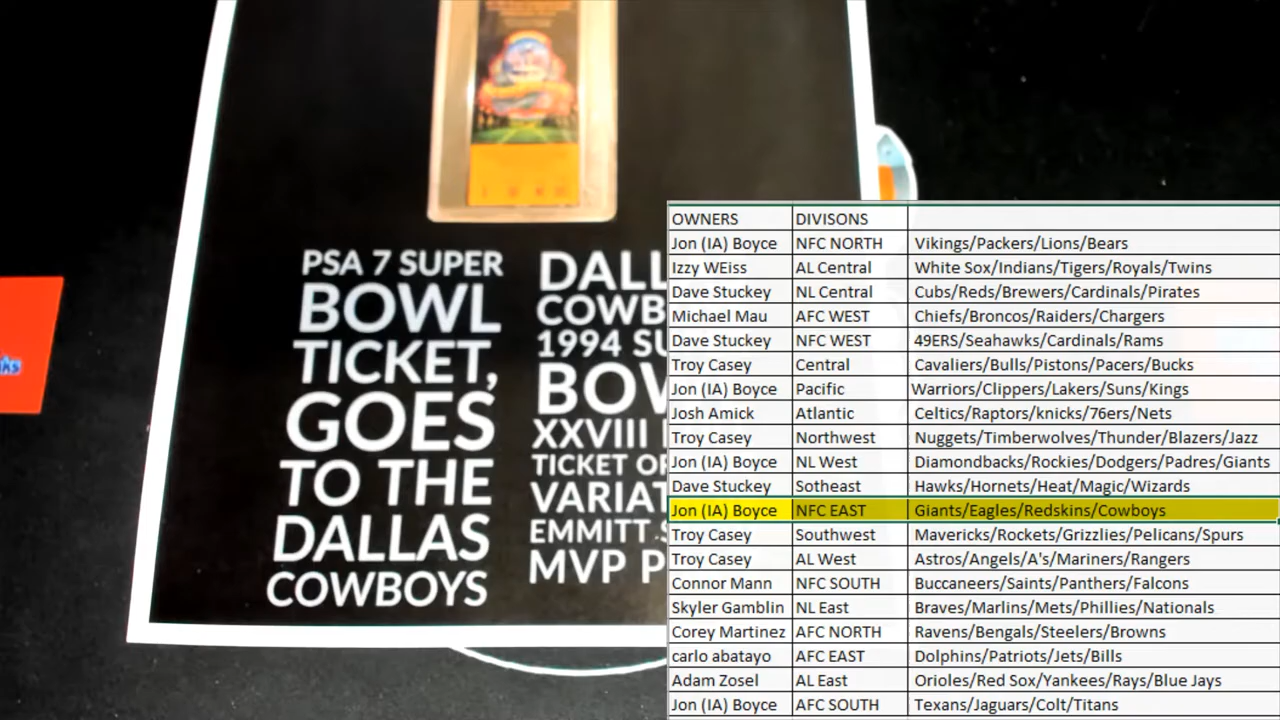 PSA 7 SUPER
BOWL
TICKET,
GOES
TO THE
DALLAS
COWBOYS
1994
XXVIII
TICKET
EMMITT
MVP
OWNERS DIVISONS
Jon (IA) Boyce NFC NORTH Vikings/Packers/Lions/Bears
Izzy WEiss AL Central White Sox/Indians/Tigers/Royals/Twins
Dave Stuckey NL Central Cubs/Reds/Brewers/Cardinals/Pirates
Michael Mau AFC WEST Chiefs/Broncos/Raiders/Chargers
Dave Stuckey NFC WEST 49ERS/Seahawks/Cardinals/Rams
Troy Casey Central Cavaliers/Bulls/Pistons/Pacers/Bucks
Jon (IA) Boyce Pacific Warriors/Clippers/Lakers/Suns/Kings
Josh Amick Atlantic Celtics/Raptors/knicks/76ers/Nets
Troy Casey Northwest Nuggets/Timberwolves/Thunder/Blazers/Jazz
Jon (IA) Boyce NL West Diamondbacks/Rockies/Dodgers/Padres/Giants
Dave Stuckey Sotheast Hawks/Hornets/Heat/Magic/Wizards
Jon (IA) Boyce NFC EAST Giants/Eagles/Redskins/Cowboys
Troy Casey Southwest Mavericks/Rockets/Grizzlies/Pelicans/Spurs
Troy Casey AL West Astros/Angels/A's/Mariners/Rangers
Connor Mann NFC SOUTH Buccaneers/Saints/Panthers/Falcons
Skyler Gamblin NL East Braves/Marlins/Mets/Phillies/Nationals
Corey Martinez AFC NORTH Ravens/Bengals/Steelers/Browns
carlo abatayo AFC EAST Dolphins/Patriots/Jets/Bills
Adam Zosel AL East Orioles/Red Sox/Yankees/Rays/Blue Jays
Jon (IA) Boyce AFC SOUTH Texans/Jaguars/Colt/Titans